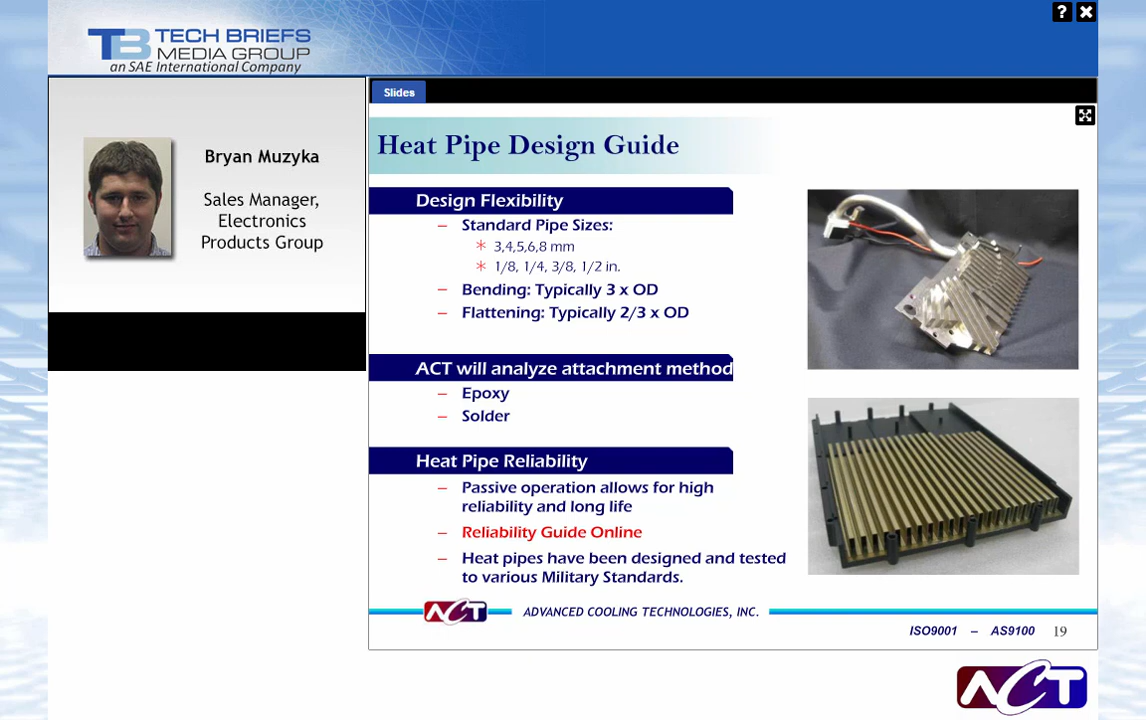 ? ×
TB TECH BRIEFS
MEDIA GROUP
an SAE International Company
Slides
Bryan Muzyka
Sales Manager,
Electronics
Products Group
Heat Pipe Design Guide
Design Flexibility
– Standard Pipe Sizes:
* 3,4,5,6,8 mm
* 1/8, 1/4, 3/8, 1/2 in.
– Bending: Typically 3 x OD
– Flattening: Typically 2/3 x OD
ACT will analyze attachment method
– Epoxy
– Solder
Heat Pipe Reliability
– Passive operation allows for high
reliability and long life
– Reliability Guide Online
– Heat pipes have been designed and tested
to various Military Standards.
ACT ADVANCED COOLING TECHNOLOGIES, INC.
ISO9001 – AS9100 19
ACT